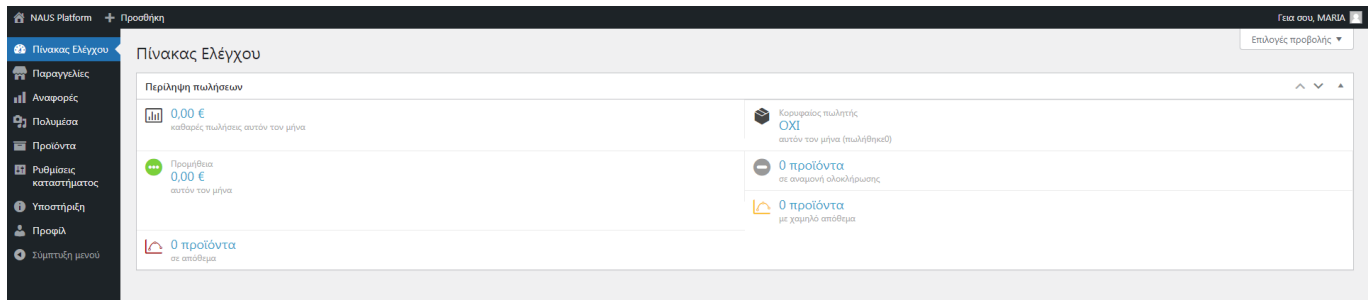 NAUS Platform + Προσθήκη
Γεια σου, MARIA
Πίνακας Ελέγχου
Παραγγελίες
Αναφορές
Πολυμέσα
Προϊόντα
Ρυθμίσεις
καταστήματος
Υποστήριξη
Προφίλ
Σύμπτυξη μενού
Επιλογές προβολής
Πίνακας Ελέγχου
Περίληψη πωλήσεων
0,00 €
καθαρές πωλήσεις αυτόν τον μήνα
Κορυφαίος πωλητής
ΟΧΙ
αυτόν τον μήνα (πωλήθηκε0)
Προμήθεια
0,00 €
αυτόν τον μήνα
0 προϊόντα
σε αναμονή ολοκλήρωσης
0 προϊόντα
με χαμηλό απόθεμα
0 προϊόντα
σε απόθεμα